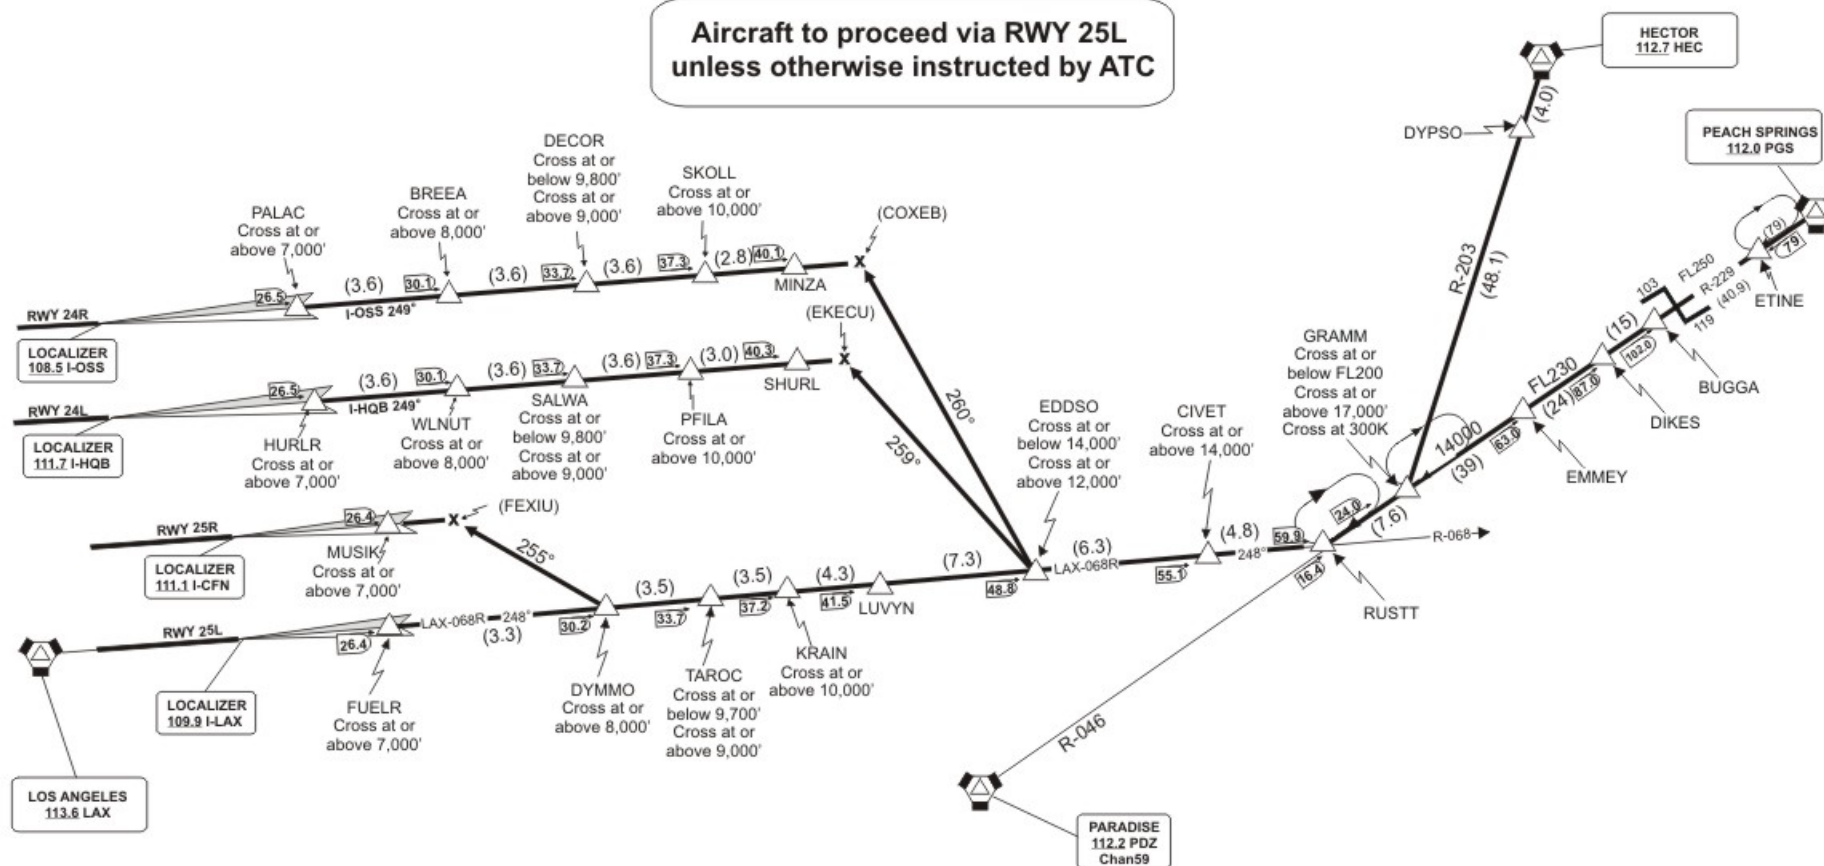 Aircraft to proceed via RWY 25L
unless otherwise instructed by ATC
HECTOR
112.7 HEC
(4.0)
DYPSO
R-203
(48.1)
PEACH SPRINGS
112.0 PGS
(79)
79
ETINE
FL250
R-229
(40.9)
103
119
(15)
102.0
BUGGA
FL230
(24)
87.0
DIKES
14000
(39)
63.0
EMMEY
GRAMM
Cross at or
below FL200
Cross at or
above 17,000'
Cross at 300K
24.0
(7.6)
59.9
R-068
16.4
RUSTT
R-046
PARADISE
112.2 PDZ
Chan59
CIVET
Cross at or
above 14,000'
(4.8)
248°
55.1
(6.3)
LAX-068R
EDDSO
Cross at or
below 14,000'
Cross at or
above 12,000'
48.8
260°
259°
(COXEB)
MINZA
40.1
(2.8)
SKOLL
Cross at or
above 10,000'
37.3
(3.6)
DECOR
Cross at or
below 9,800'
Cross at or
above 9,000'
33.7
(3.6)
BREEA
Cross at or
above 8,000'
30.1
(3.6)
I-OSS 249°
PALAC
Cross at or
above 7,000'
26.5
RWY 24R
LOCALIZER
108.5 I-OSS
(EKECU)
SHURL
40.3
(3.0)
PFILA
Cross at or
above 10,000'
37.3
(3.6)
SALWA
Cross at or
below 9,800'
Cross at or
above 9,000'
33.7
(3.6)
WLNUT
Cross at or
above 8,000'
30.1
(3.6)
I-HQB 249°
HURLR
Cross at or
above 7,000'
26.5
RWY 24L
LOCALIZER
111.7 I-HQB
(FEXIU)
255°
26.4
MUSIK
Cross at or
above 7,000'
RWY 25R
LOCALIZER
111.1 I-CFN
(7.3)
LUVYN
41.5
(4.3)
KRAIN
Cross at or
above 10,000'
37.2
(3.5)
TAROC
Cross at or
below 9,700'
Cross at or
above 9,000'
33.7
(3.5)
DYMMO
Cross at or
above 8,000'
30.2
LAX-068R
248°
(3.3)
FUELR
Cross at or
above 7,000'
26.4
RWY 25L
LOCALIZER
109.9 I-LAX
LOS ANGELES
113.6 LAX